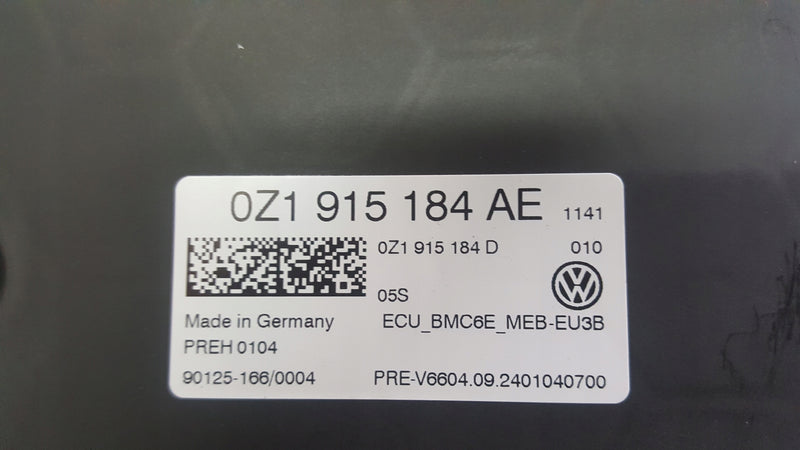 0Z1 915 184 AE 1141
0Z1 915 184 D 010
05S
Made in Germany ECU_BMC6E_MEB-EU3B
PREH 0104
90125-166/0004 PRE-V6604.09.2401040700